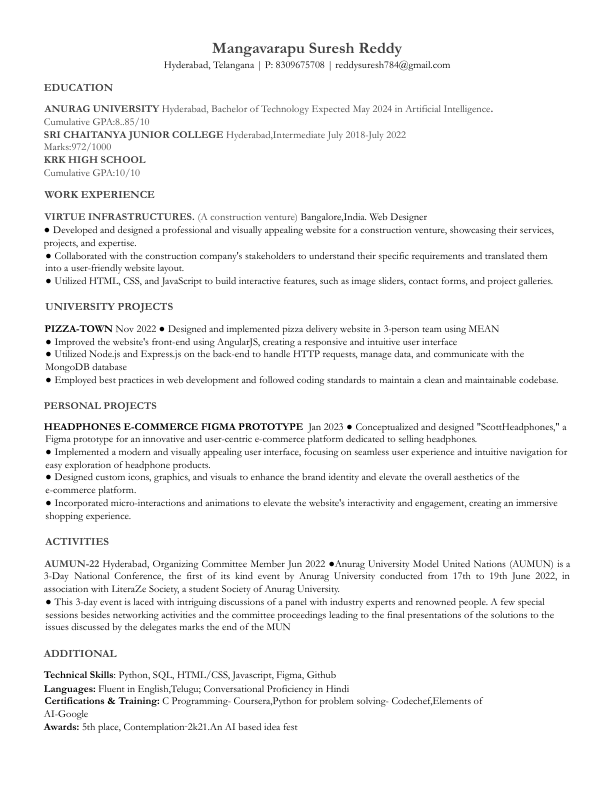 Mangavarapu Suresh Reddy
Hyderabad, Telangana | P: 8309675708 | reddysuresh784@gmail.com
EDUCATION
ANURAG UNIVERSITY Hyderabad, Bachelor of Technology Expected May 2024 in Artificial Intelligence.
Cumulative GPA:8..85/10
SRI CHAITANYA JUNIOR COLLEGE Hyderabad,Intermediate July 2018-July 2022
Marks:972/1000
KRK HIGH SCHOOL
Cumulative GPA:10/10
WORK EXPERIENCE
VIRTUE INFRASTRUCTURES. (A construction venture) Bangalore,India. Web Designer
● Developed and designed a professional and visually appealing website for a construction venture, showcasing their services,
projects, and expertise.
● Collaborated with the construction company's stakeholders to understand their specific requirements and translated them
into a user-friendly website layout.
● Utilized HTML, CSS, and JavaScript to build interactive features, such as image sliders, contact forms, and project galleries.
UNIVERSITY PROJECTS
PIZZA-TOWN Nov 2022 ● Designed and implemented pizza delivery website in 3-person team using MEAN
● Improved the website's front-end using AngularJS, creating a responsive and intuitive user interface
● Utilized Node.js and Express.js on the back-end to handle HTTP requests, manage data, and communicate with the
MongoDB database
● Employed best practices in web development and followed coding standards to maintain a clean and maintainable codebase.
PERSONAL PROJECTS
HEADPHONES E-COMMERCE FIGMA PROTOTYPE Jan 2023 ● Conceptualized and designed "ScottHeadphones," a
Figma prototype for an innovative and user-centric e-commerce platform dedicated to selling headphones.
● Implemented a modern and visually appealing user interface, focusing on seamless user experience and intuitive navigation for
easy exploration of headphone products.
● Designed custom icons, graphics, and visuals to enhance the brand identity and elevate the overall aesthetics of the
e-commerce platform.
● Incorporated micro-interactions and animations to elevate the website's interactivity and engagement, creating an immersive
shopping experience.
ACTIVITIES
AUMUN-22 Hyderabad, Organizing Committee Member Jun 2022 ●Anurag University Model United Nations (AUMUN) is a
3-Day National Conference, the first of its kind event by Anurag University conducted from 17th to 19th June 2022, in
association with LiteraZe Society, a student Society of Anurag University.
● This 3-day event is laced with intriguing discussions of a panel with industry experts and renowned people. A few special
sessions besides networking activities and the committee proceedings leading to the final presentations of the solutions to the
issues discussed by the delegates marks the end of the MUN
ADDITIONAL
Technical Skills: Python, SQL, HTML/CSS, Javascript, Figma, Github
Languages: Fluent in English,Telugu; Conversational Proficiency in Hindi
Certifications & Training: C Programming- Coursera,Python for problem solving- Codechef,Elements of
AI-Google
Awards: 5th place, Contemplation-2k21.An AI based idea fest